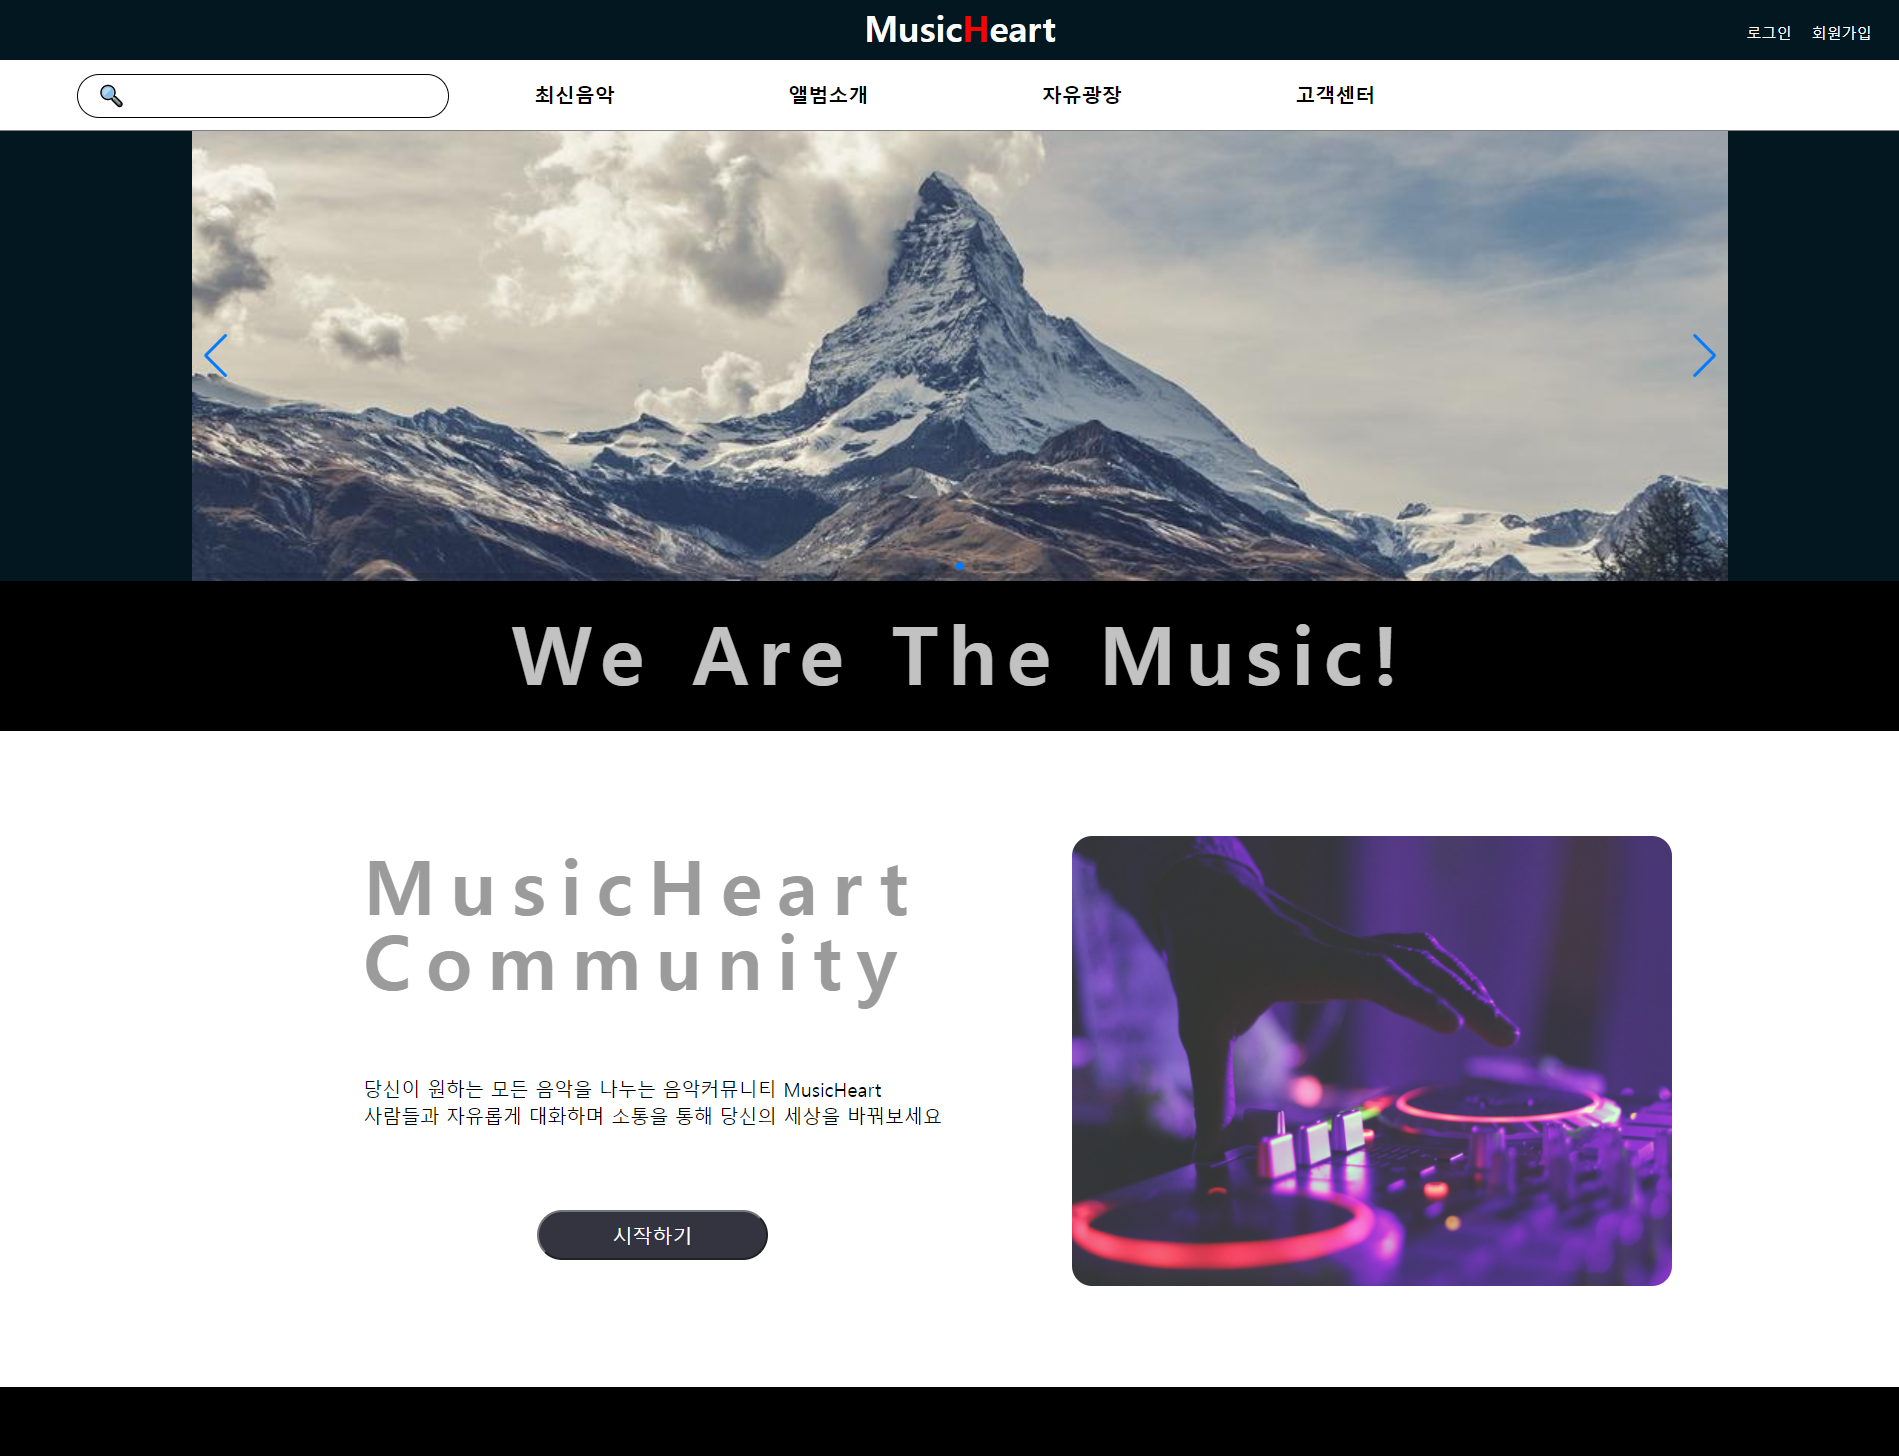 MusicHeart
로그인 회원가입
최신음악 앨범소개 자유광장 고객센터
We Are The Music!
MusicHeart
Community
당신이 원하는 모든 음악을 나누는 음악커뮤니티 MusicHeart
사람들과 자유롭게 대화하며 소통을 통해 당신의 세상을 바꿔보세요
시작하기